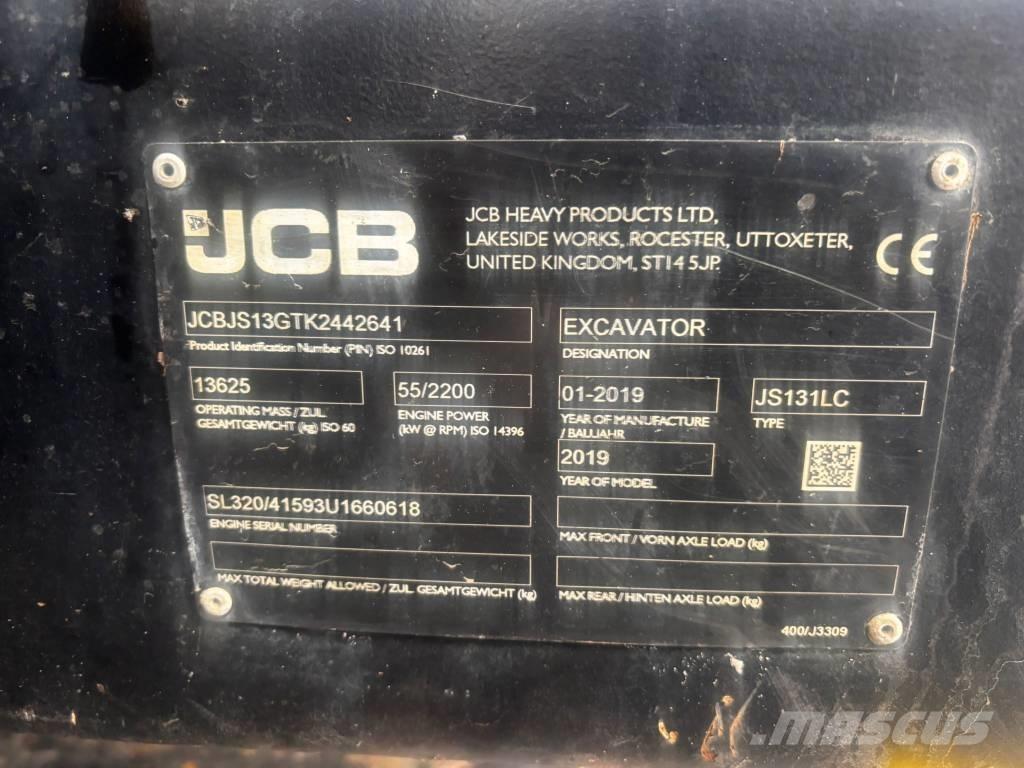 JCB
JCB HEAVY PRODUCTS LTD,
LAKESIDE WORKS, ROCESTER, UTTOXETER,
UNITED KINGDOM, ST14 5JP.
CE
JCBJS13GTK2442641
Product Identification Number (PIN) ISO 10261
EXCAVATOR
DESIGNATION
13625
OPERATING MASS / ZUL.
GESAMTGEWICHT (kg) ISO 60
55/2200
ENGINE POWER
(kW @ RPM) ISO 14396
01-2019
YEAR OF MANUFACTURE
/ BAUJAHR
JS131LC
TYPE
2019
YEAR OF MODEL
SL320/41593U1660618
ENGINE SERIAL NUMBER
MAX FRONT / VORN AXLE LOAD (kg)
MAX TOTAL WEIGHT ALLOWED / ZUL. GESAMTGEWICHT (kg)
MAX REAR / HINTEN AXLE LOAD (kg)
400/J3309
mascus